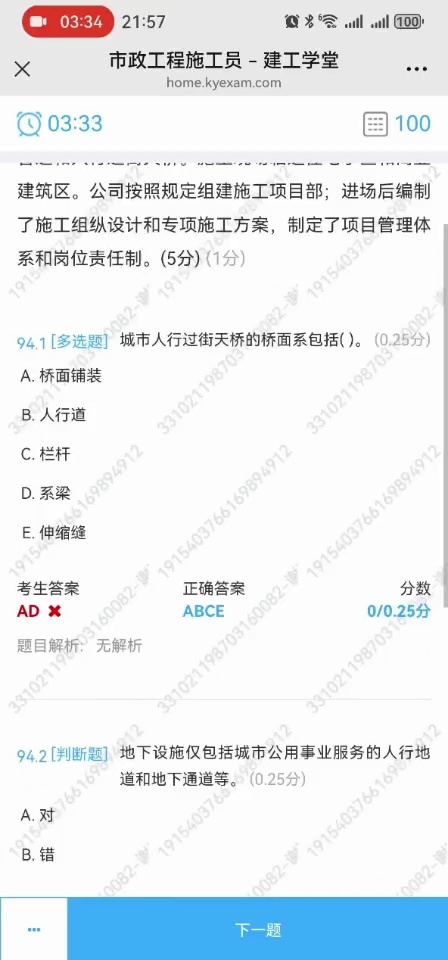 03:34 21:57 100
市政工程施工员 – 建工学堂
home.kyexam.com
03:33 100
建筑区。公司按照规定组建施工项目部；进场后编制
了施工组纵设计和专项施工方案，制定了项目管理体
系和岗位责任制。(5分) (1分)
94.1 [多选题] 城市人行过街天桥的桥面系包括( )。 (0.25分)
A. 桥面铺装
B. 人行道
C. 栏杆
D. 系梁
E. 伸缩缝
考生答案 正确答案 分数
AD ABCE 0/0.25分
题目解析: 无解析
94.2 [判断题] 地下设施仅包括城市公用事业服务的人行地
道和地下通道等。 (0.25分)
A. 对
B. 错
下一题